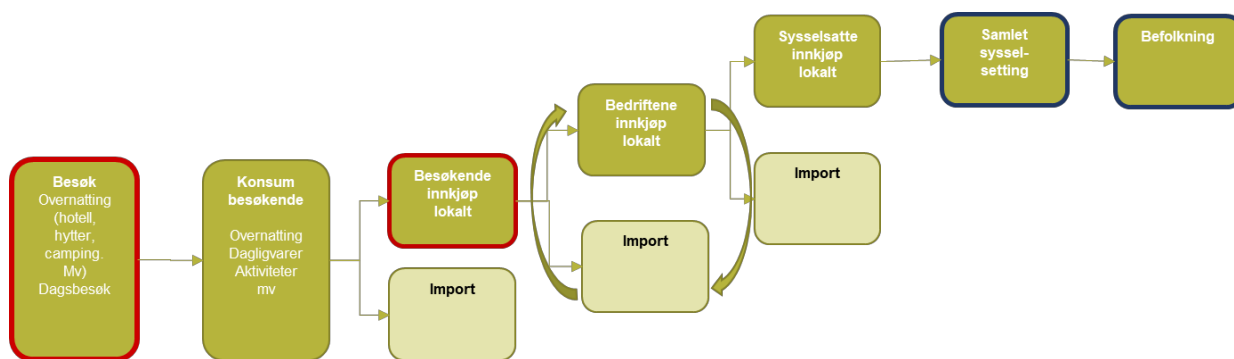 Besøk
Overnatting
(hotell,
hytter,
camping.
Mv)
Dagsbesøk
Konsum
besøkende
Overnatting
Dagligvarer
Aktiviteter
mv
Besøkende
innkjøp
lokalt
Import
Bedriftene
innkjøp
lokalt
Import
Sysselsatte
innkjøp
lokalt
Import
Samlet
syssel-
setting
Befolkning